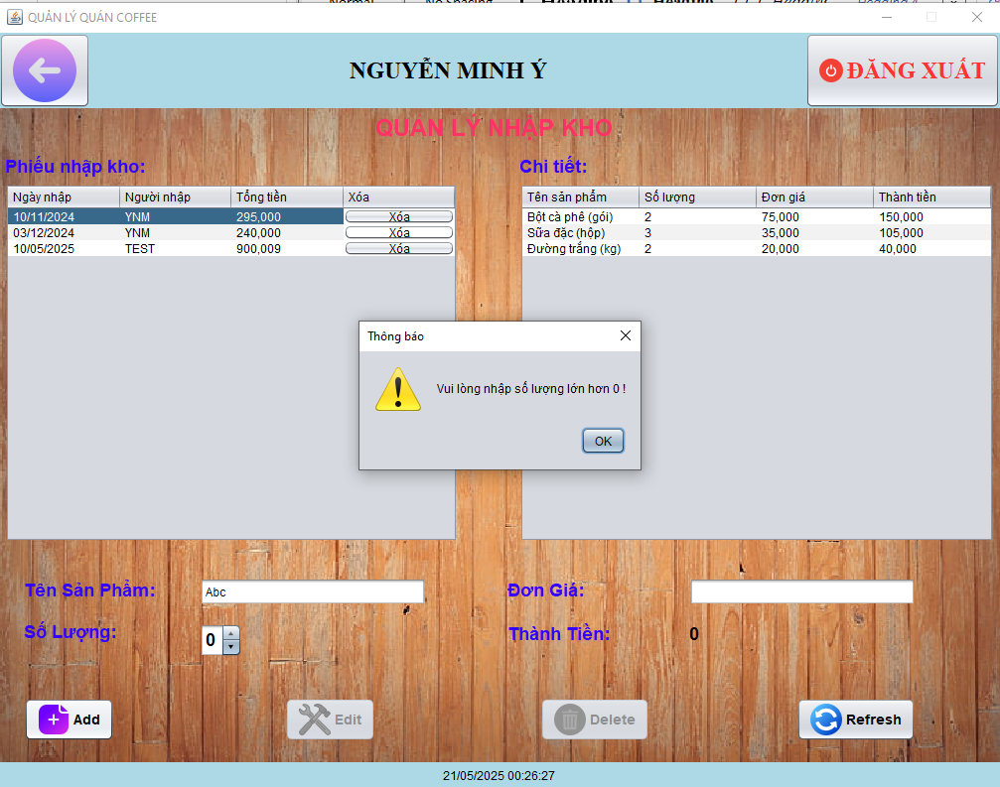 QUẢN LÝ QUÁN COFFEE
NGUYỄN MINH Ý
ĐĂNG XUẤT
QUẢN LÝ NHẬP KHO
Phiếu nhập kho:
Chi tiết:
Ngày nhập Người nhập Tổng tiền Xóa
10/11/2024 YNM 295,000 Xóa
03/12/2024 YNM 240,000 Xóa
10/05/2025 TEST 900,009 Xóa
Tên sản phẩm Số lượng Đơn giá Thành tiền
Bột cà phê (gói) 2 75,000 150,000
Sữa đặc (hộp) 3 35,000 105,000
Đường trắng (kg) 2 20,000 40,000
Thông báo
Vui lòng nhập số lượng lớn hơn 0 !
OK
Tên Sản Phẩm: Abc
Đơn Giá:
Số Lượng: 0
Thành Tiền: 0
Add
Edit
Delete
Refresh
21/05/2025 00:26:27